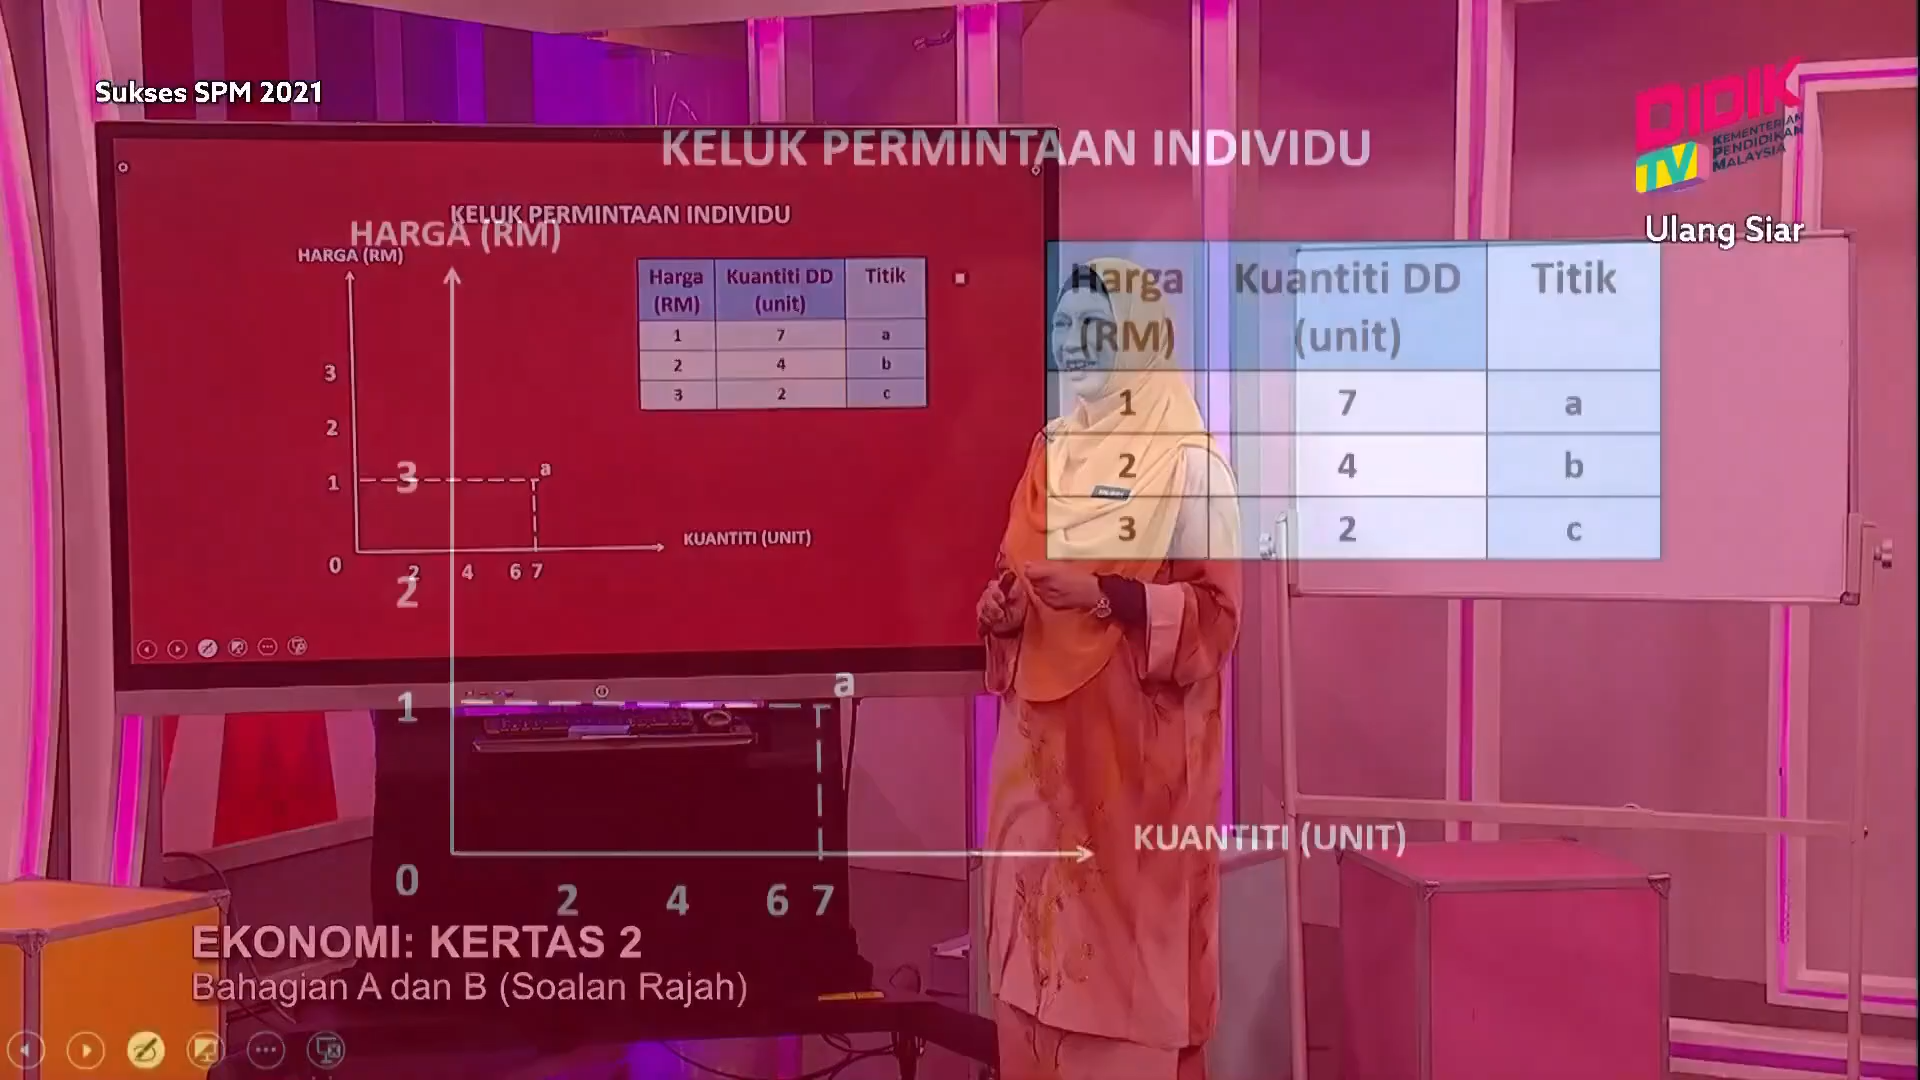 Sukses SPM 2021
DIDIK
TV
KEMENTERIAN
PENDIDIKAN
MALAYSIA
Ulang Siar
KELUK PERMINTAAN INDIVIDU
HARGA (RM)
Harga (RM) Kuantiti DD (unit) Titik
1 7 a
2 4 b
3 2 c
3
2
1 a
0
2 4 6 7
KUANTITI (UNIT)
KELUK PERMINTAAN INDIVIDU
HARGA (RM)
Harga (RM) Kuantiti DD (unit) Titik
1 7 a
2 4 b
3 2 c
3
2
1 a
0
2 4 6 7
KUANTITI (UNIT)
EKONOMI: KERTAS 2
Bahagian A dan B (Soalan Rajah)